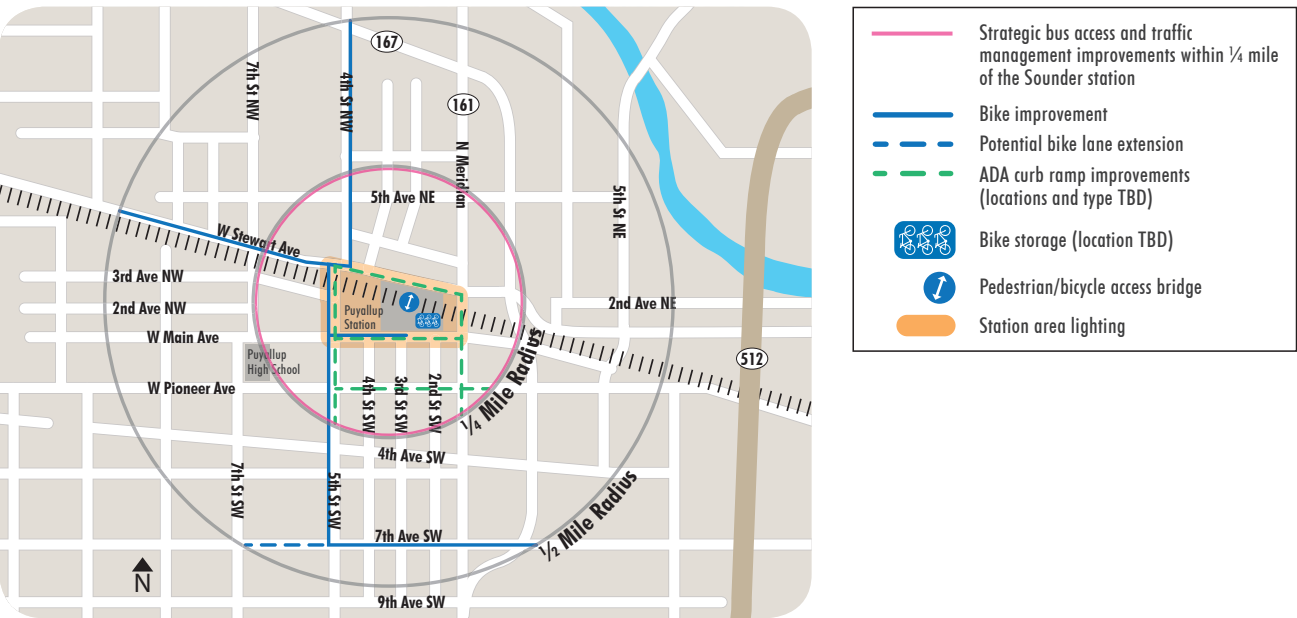 167
7th St NW
4th St NW
161
N Meridian
5th Ave NE
5th St NE
W Stewart Ave
3rd Ave NW
2nd Ave NW
2nd Ave NE
Puyallup
Station
W Main Ave
Puyallup
High School
512
W Pioneer Ave
4th St SW
3rd St SW
2nd St SW
1/4 Mile Radius
4th Ave SW
7th St SW
5th St SW
7th Ave SW
1/2 Mile Radius
N
9th Ave SW
Strategic bus access and traffic
management improvements within ¼ mile
of the Sounder station
Bike improvement
Potential bike lane extension
ADA curb ramp improvements
(locations and type TBD)
Bike storage (location TBD)
Pedestrian/bicycle access bridge
Station area lighting